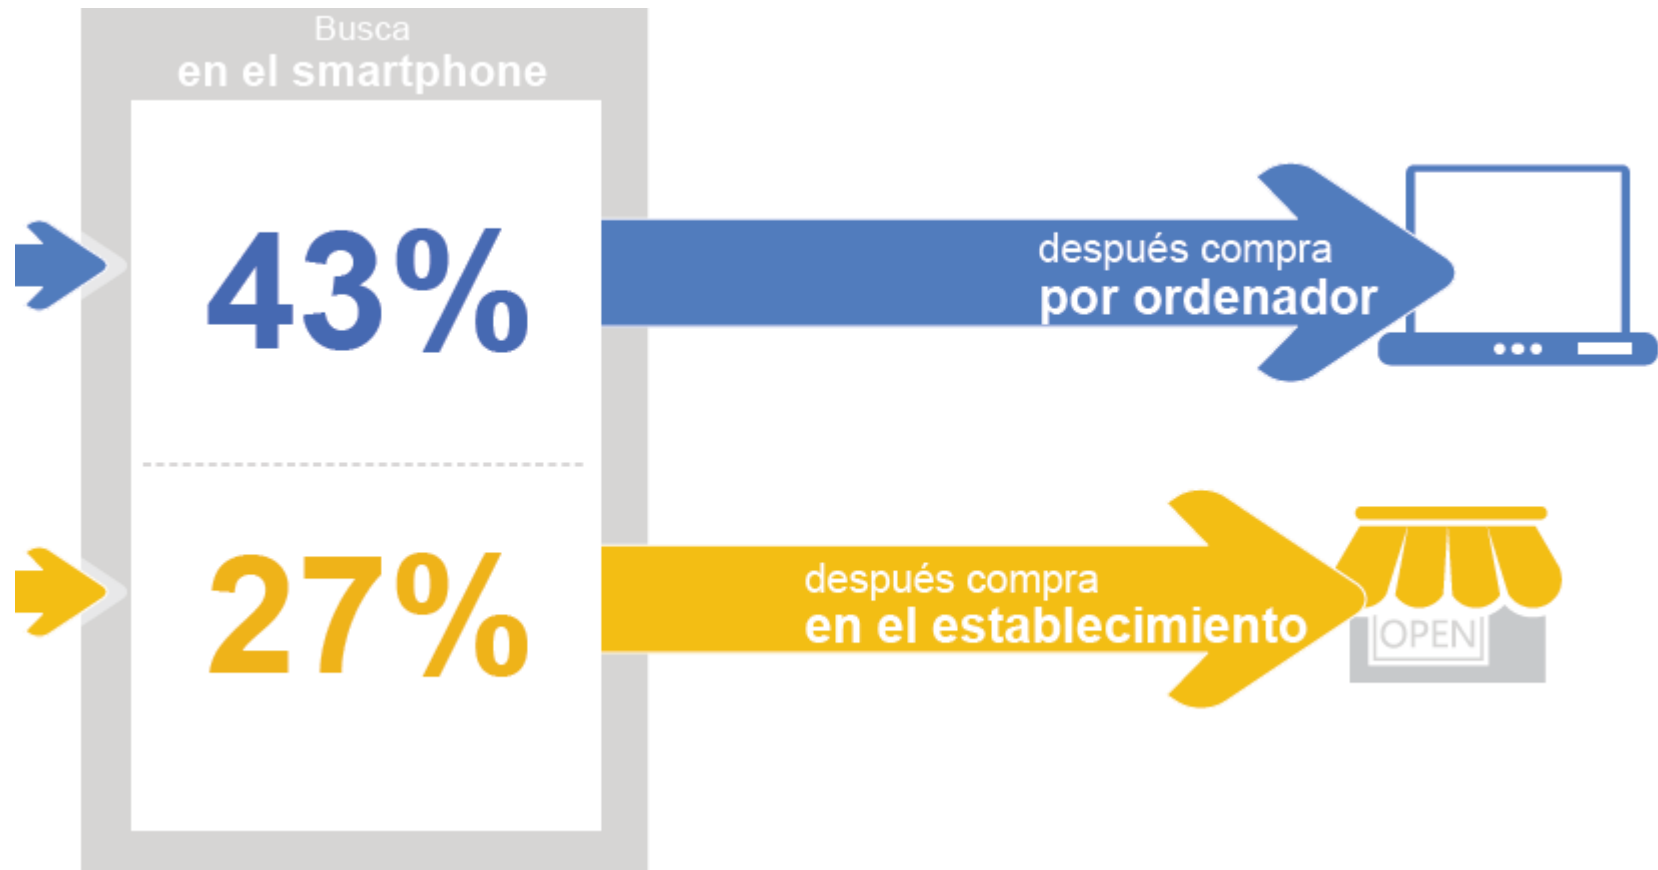 Busca
en el smartphone
43%
después compra
por ordenador
27%
después compra
en el establecimiento
OPEN